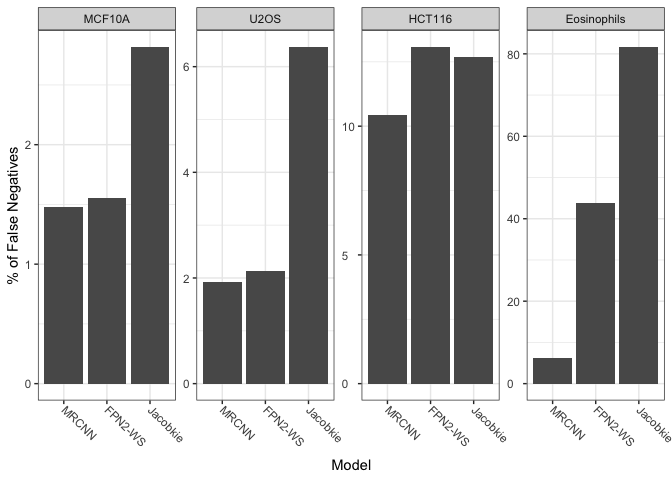 MCF10A
U2OS
HCT116
Eosinophils
% of False Negatives
2
1
0
6
4
2
0
10
5
0
80
60
40
20
0
MRCNN
FPN2-WS
Jacobkie
MRCNN
FPN2-WS
Jacobkie
MRCNN
FPN2-WS
Jacobkie
MRCNN
FPN2-WS
Jacobkie
Model